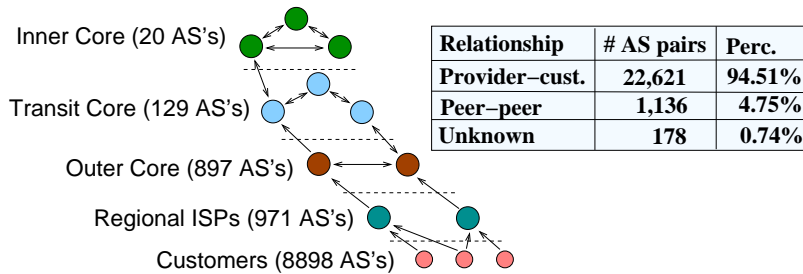 Inner Core (20 AS's)
Transit Core (129 AS's)
Outer Core (897 AS's)
Regional ISPs (971 AS's)
Customers (8898 AS's)
Relationship # AS pairs Perc.
Provider−cust. 22,621 94.51%
Peer−peer 1,136 4.75%
Unknown 178 0.74%